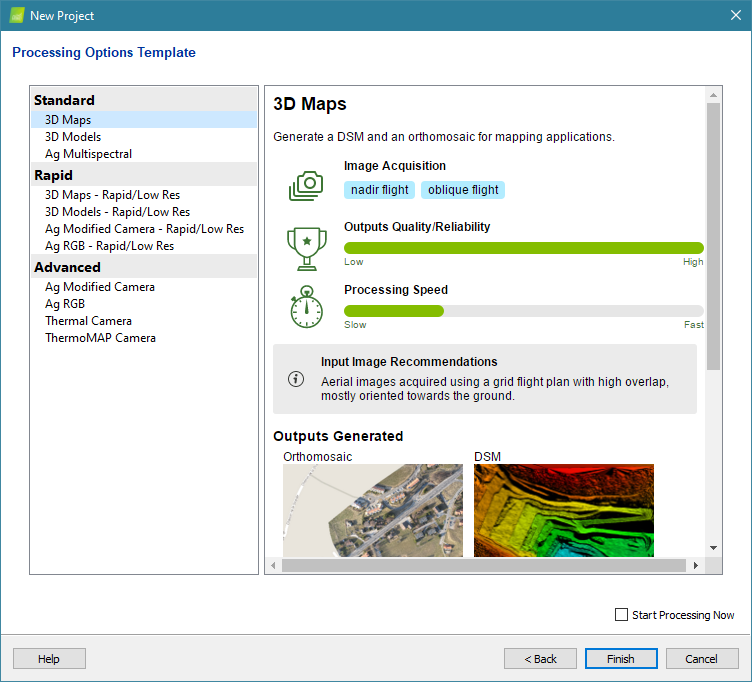 New Project
Processing Options Template
Standard
3D Maps
3D Models
Ag Multispectral
Rapid
3D Maps - Rapid/Low Res
3D Models - Rapid/Low Res
Ag Modified Camera - Rapid/Low Res
Ag RGB - Rapid/Low Res
Advanced
Ag Modified Camera
Ag RGB
Thermal Camera
ThermoMAP Camera
3D Maps
Generate a DSM and an orthomosaic for mapping applications.
Image Acquisition
nadir flight oblique flight
Outputs Quality/Reliability
Low High
Processing Speed
Slow Fast
Input Image Recommendations
Aerial images acquired using a grid flight plan with high overlap,
mostly oriented towards the ground.
Outputs Generated
Orthomosaic DSM
Start Processing Now
Help < Back Finish Cancel